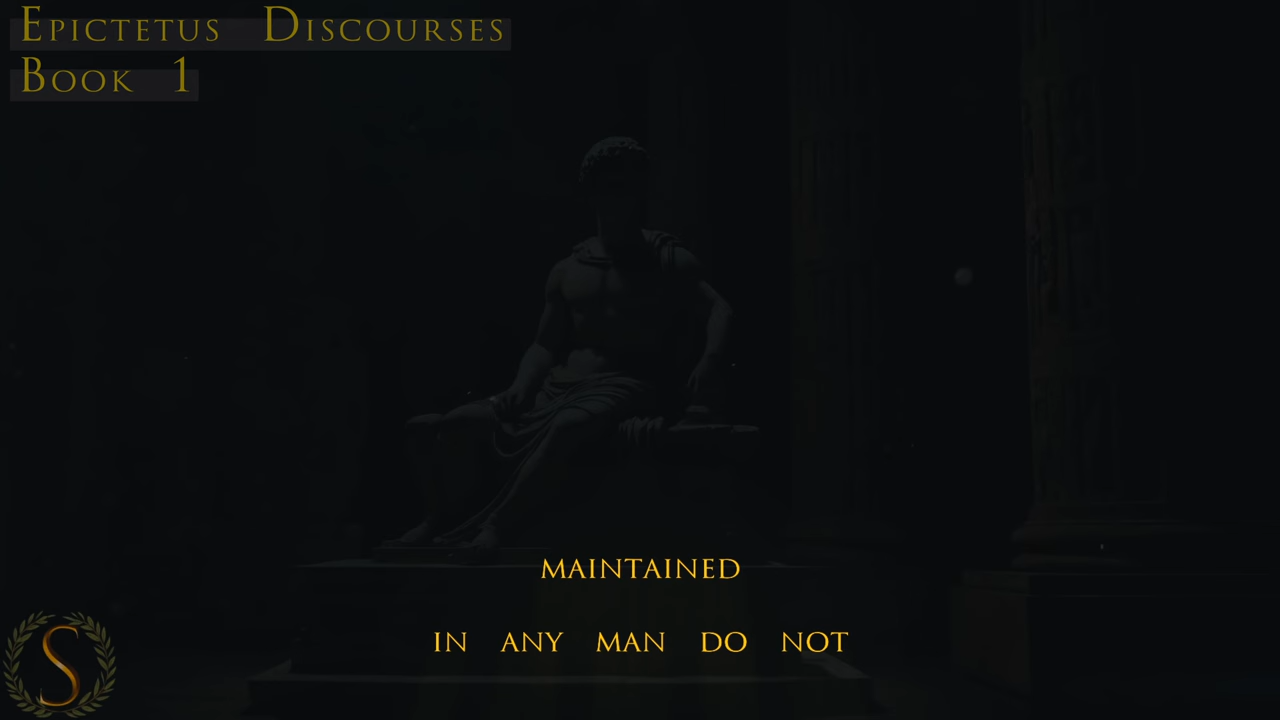 Epictetus Discourses
Book 1
MAINTAINED
IN ANY MAN DO NOT
S